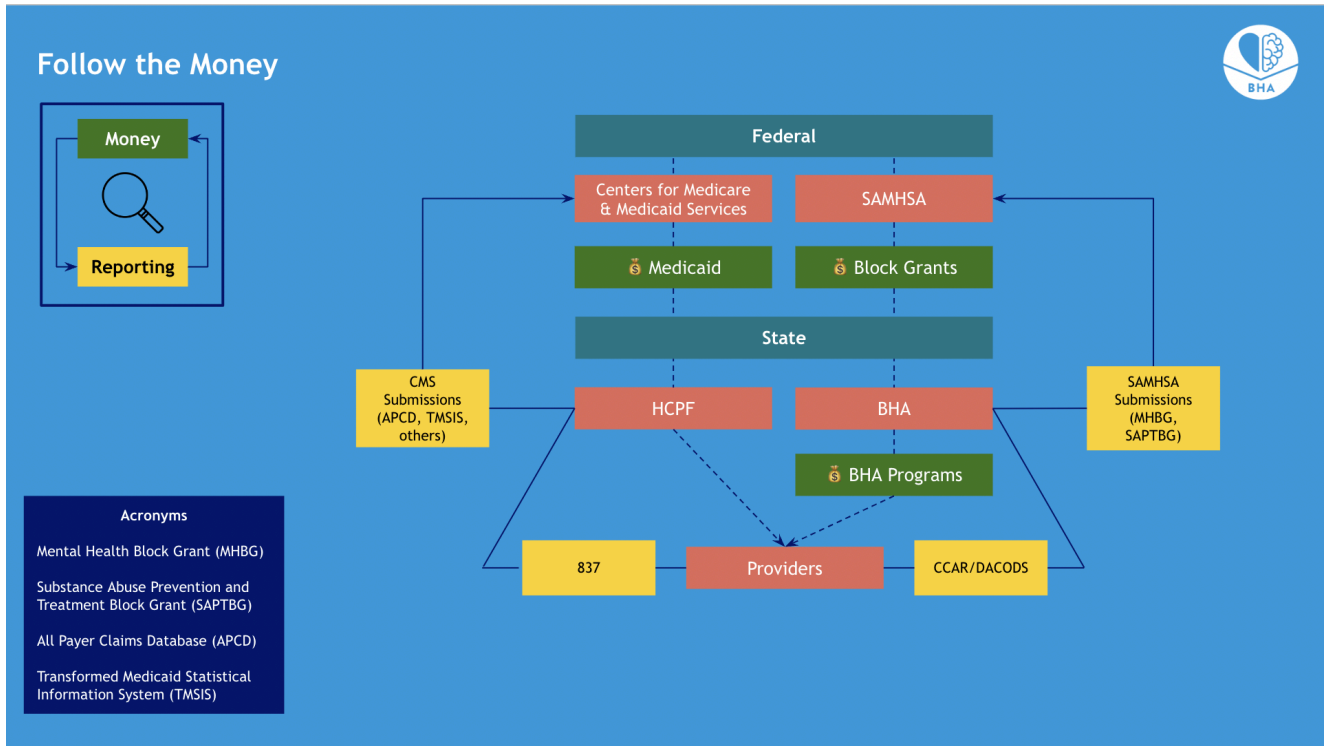 Follow the Money
BHA
Money
Reporting
Federal
Centers for Medicare
& Medicaid Services
SAMHSA
Medicaid
Block Grants
State
CMS
Submissions
(APCD, TMSIS,
others)
HCPF
BHA
SAMHSA
Submissions
(MHBG,
SAPTBG)
BHA Programs
837
Providers
CCAR/DACODS
Acronyms
Mental Health Block Grant (MHBG)
Substance Abuse Prevention and
Treatment Block Grant (SAPTBG)
All Payer Claims Database (APCD)
Transformed Medicaid Statistical
Information System (TMSIS)